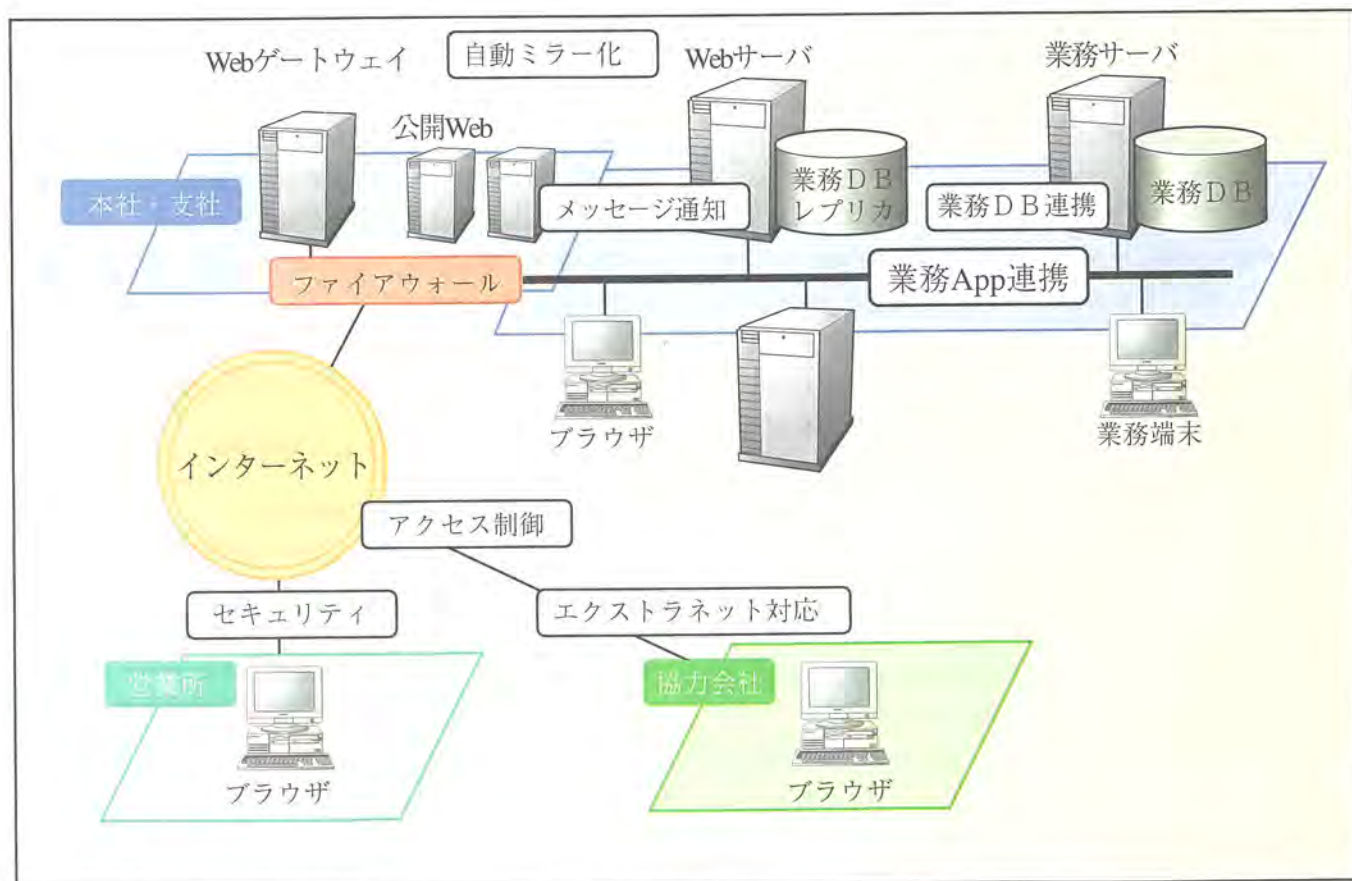 Webゲートウェイ
自動ミラー化
Webサーバ
業務サーバ
公開Web
本社・支社
メッセージ通知
業務ＤＢ
レプリカ
業務ＤＢ連携
業務ＤＢ
ファイアウォール
業務App連携
ブラウザ
業務端末
インターネット
アクセス制御
セキュリティ
エクストラネット対応
営業所
協力会社
ブラウザ
ブラウザ